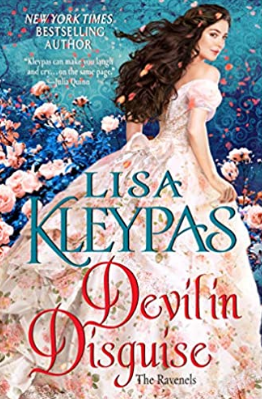 NEW YORK TIMES
BESTSELLING
AUTHOR
"Kleypas can make you laugh
and cry...on the same page."
—Julia Quinn
LISA
KLEYPAS
Devil in
Disguise
The Ravenels